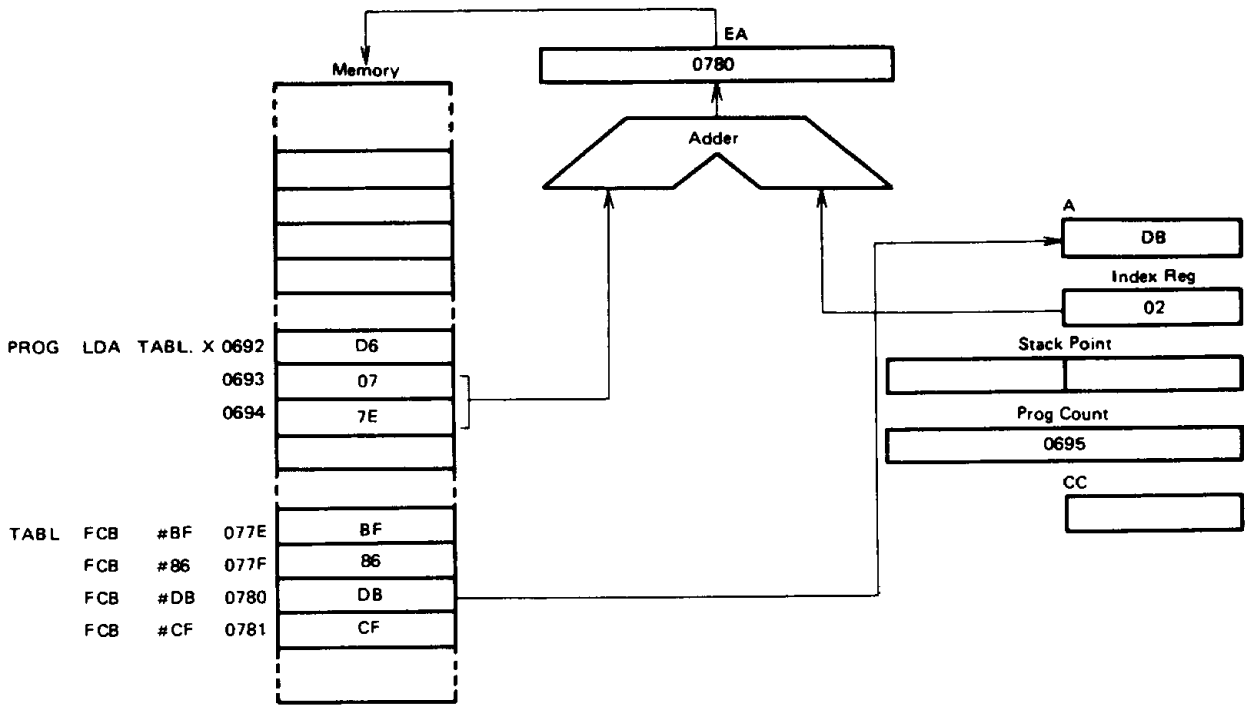 EA
0780
Memory
Adder
A
DB
Index Reg
02
Stack Point
PROG LDA TABL. X 0692 D6
0693 07
0694 7E
Prog Count
0695
CC
TABL FCB #BF 077E BF
FCB #86 077F 86
FCB #DB 0780 DB
FCB #CF 0781 CF